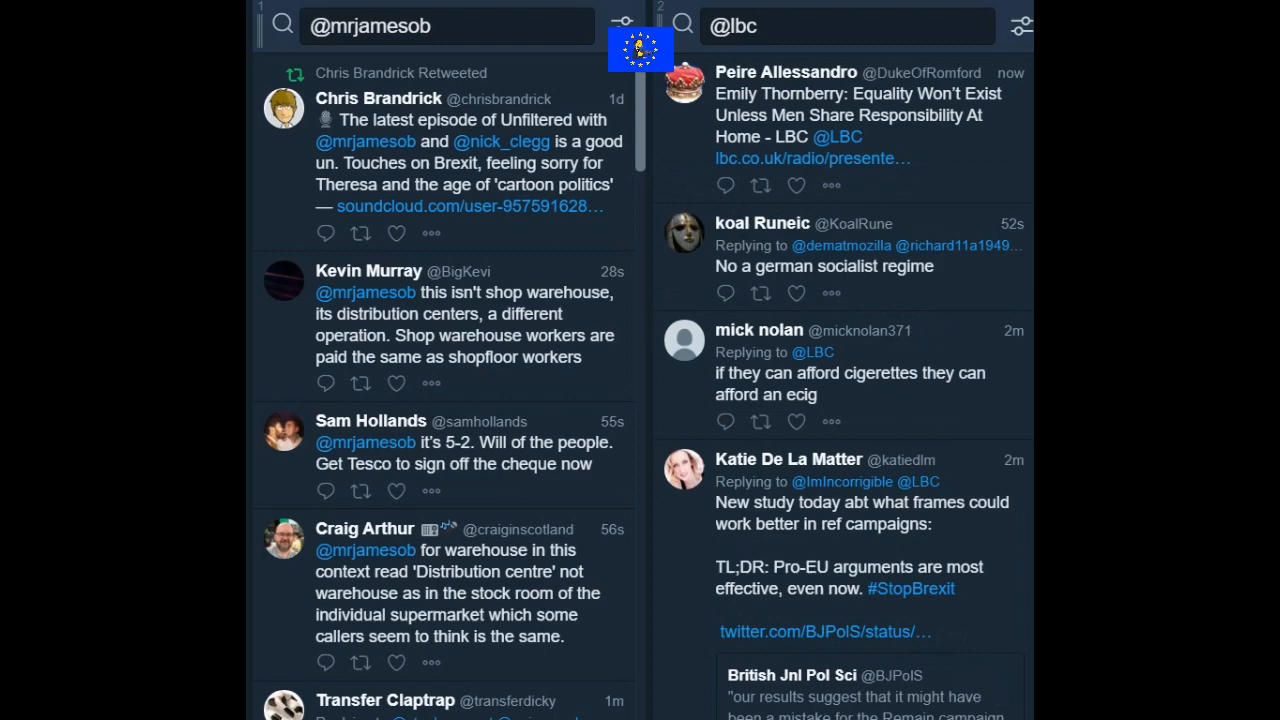 1
@mrjamesob
Chris Brandrick Retweeted
Chris Brandrick @chrisbrandrick 1d
The latest episode of Unfiltered with
@mrjamesob and @nick_clegg is a good
un. Touches on Brexit, feeling sorry for
Theresa and the age of 'cartoon politics'
— soundcloud.com/user-957591628…
Kevin Murray @BigKevi 28s
@mrjamesob this isn't shop warehouse,
its distribution centers, a different
operation. Shop warehouse workers are
paid the same as shopfloor workers
Sam Hollands @samhollands 55s
@mrjamesob it's 5-2. Will of the people.
Get Tesco to sign off the cheque now
Craig Arthur @craiginscotland 56s
@mrjamesob for warehouse in this
context read 'Distribution centre' not
warehouse as in the stock room of the
individual supermarket which some
callers seem to think is the same.
Transfer Claptrap @transferdicky 1m
2
@lbc
Peire Allessandro @DukeOfRomford now
Emily Thornberry: Equality Won't Exist
Unless Men Share Responsibility At
Home - LBC @LBC
lbc.co.uk/radio/presente…
koal Runeic @KoalRune 52s
Replying to @dematmozilla @richard11a1949...
No a german socialist regime
mick nolan @micknolan371 2m
Replying to @LBC
if they can afford cigerettes they can
afford an ecig
Katie De La Matter @katiedlm 2m
Replying to @ImIncorrigible @LBC
New study today abt what frames could
work better in ref campaigns:
TL;DR: Pro-EU arguments are most
effective, even now. #StopBrexit
twitter.com/BJPolS/status/…
British Jnl Pol Sci @BJPolS
"our results suggest that it might have
been a mistake for the Remain campaign